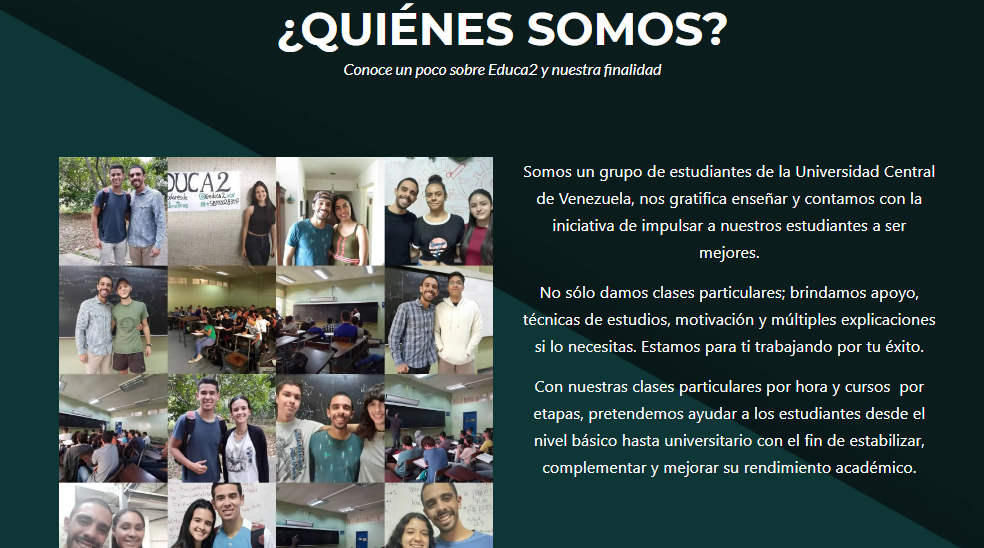 ¿QUIÉNES SOMOS?
Conoce un poco sobre Educa2 y nuestra finalidad
DUCA2
Somos un grupo de estudiantes de la Universidad Central
de Venezuela, nos gratifica enseñar y contamos con la
iniciativa de impulsar a nuestros estudiantes a ser
mejores.
No sólo damos clases particulares; brindamos apoyo,
técnicas de estudios, motivación y múltiples explicaciones
si lo necesitas. Estamos para ti trabajando por tu éxito.
Con nuestras clases particulares por hora y cursos  por
etapas, pretendemos ayudar a los estudiantes desde el
nivel básico hasta universitario con el fin de estabilizar,
complementar y mejorar su rendimiento académico.